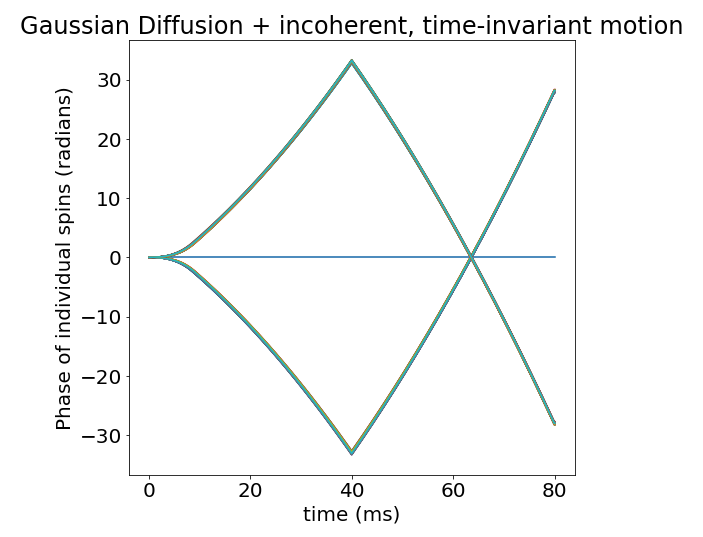 Gaussian Diffusion + incoherent, time-invariant motion
Phase of individual spins (radians)
30
20
10
0
−10
−20
−30
0 20 40 60 80
time (ms)